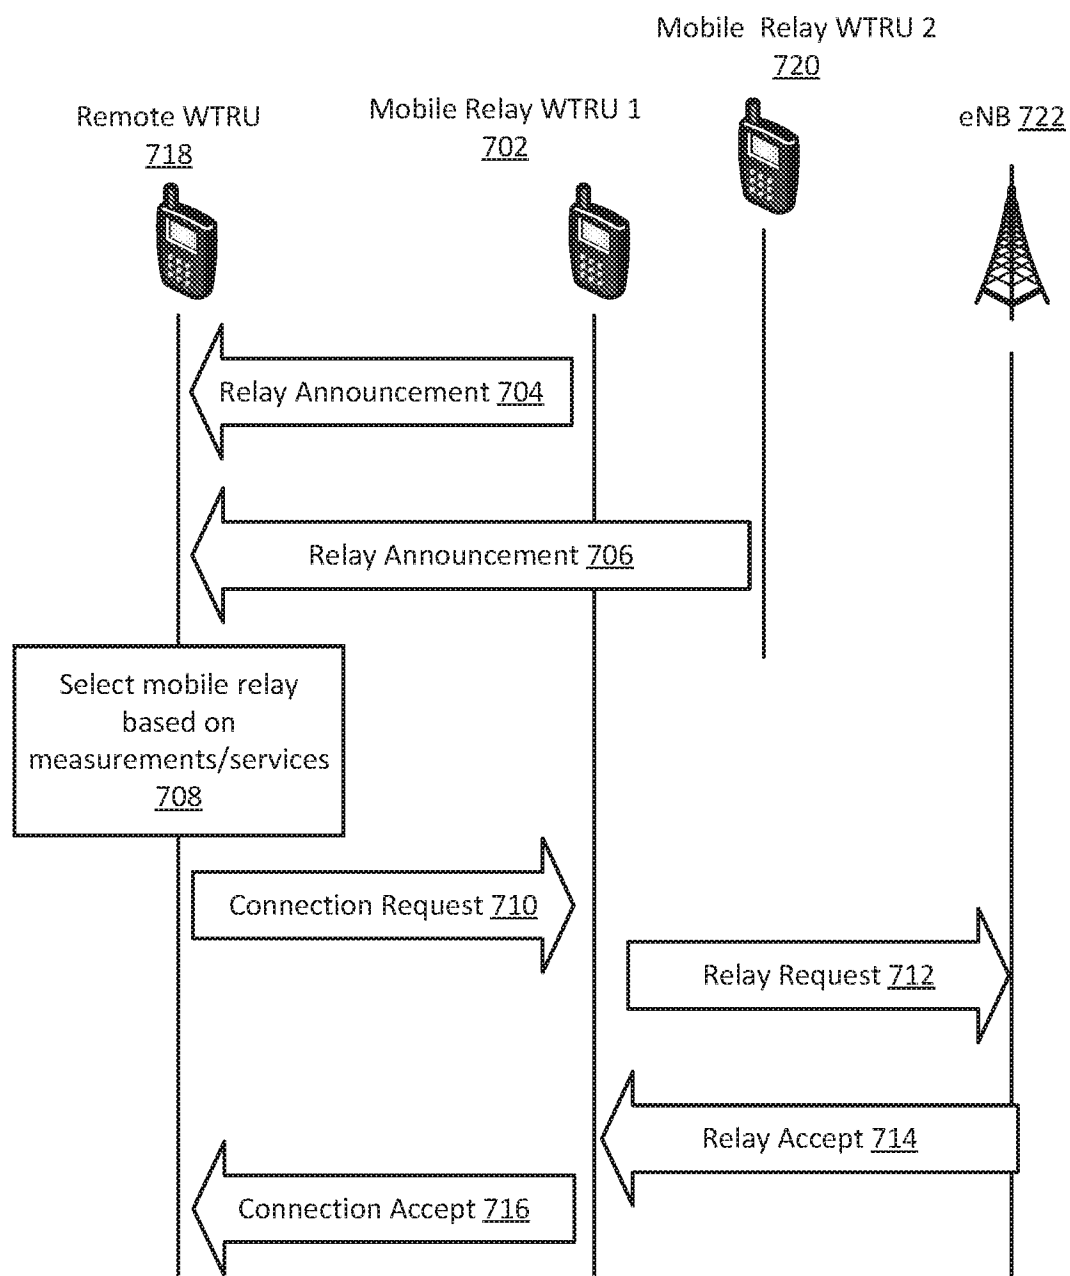 Mobile Relay WTRU 2
720
Remote WTRU
718
Mobile Relay WTRU 1
702
eNB 722
Relay Announcement 704
Relay Announcement 706
Select mobile relay
based on
measurements/services
708
Connection Request 710
Relay Request 712
Relay Accept 714
Connection Accept 716